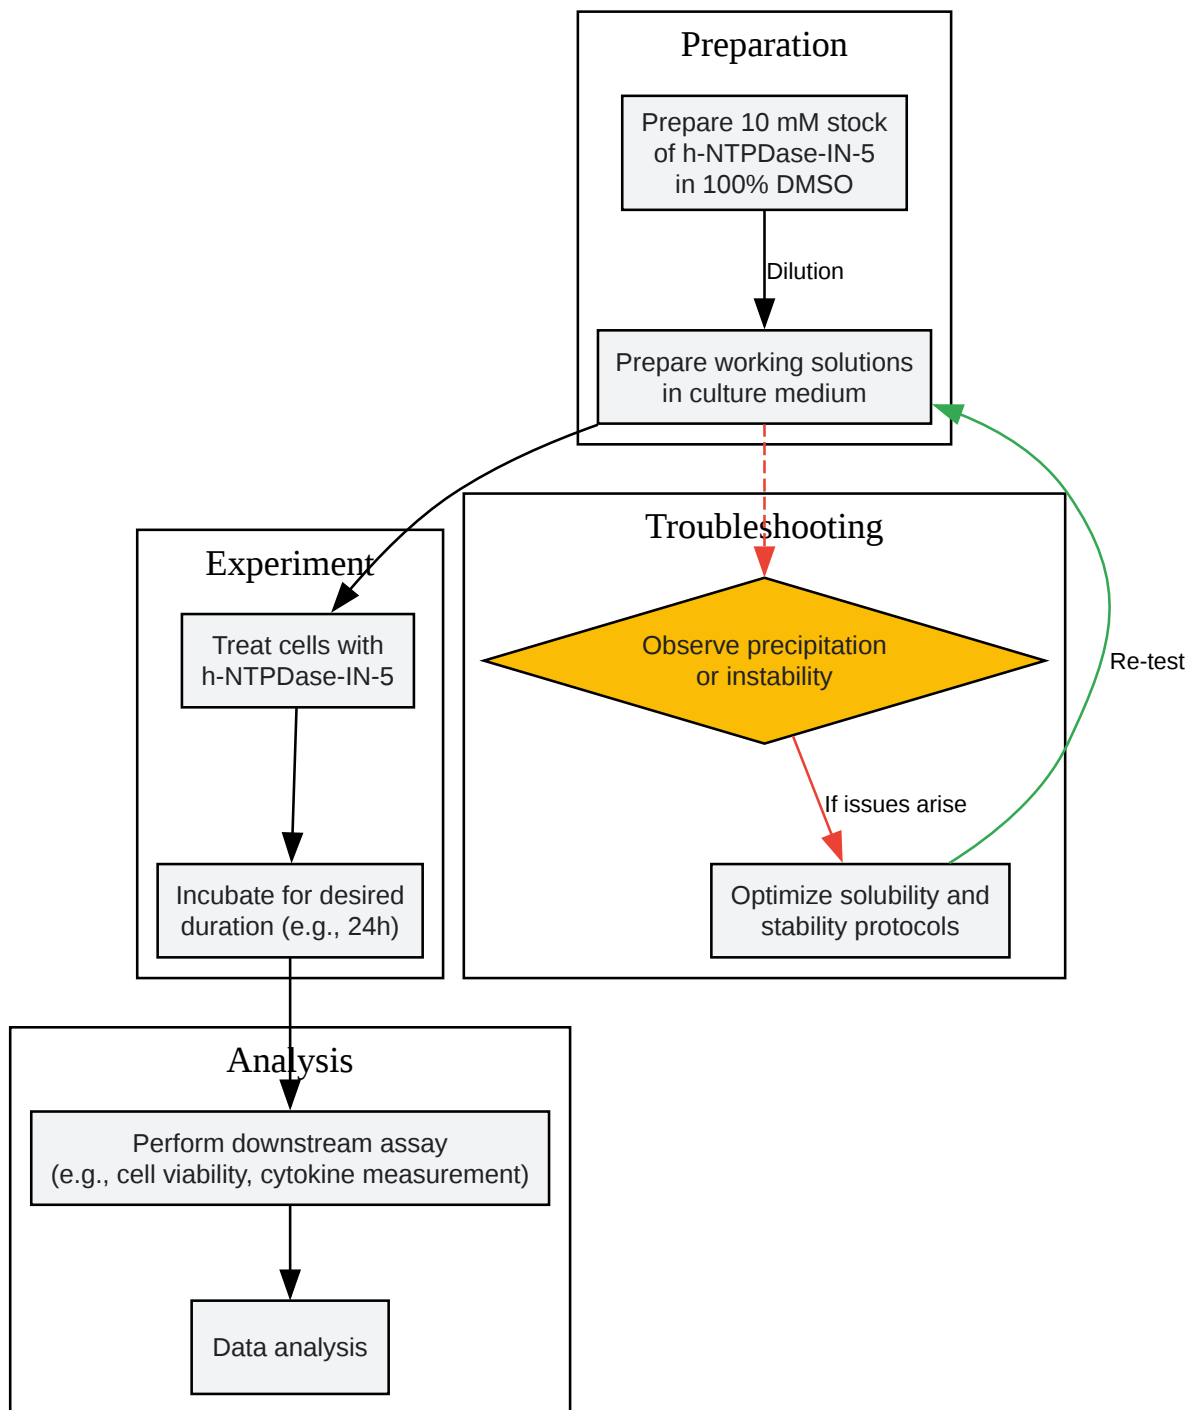 Preparation
Prepare 10 mM stock
of h-NTPDase-IN-5
in 100% DMSO
Dilution
Prepare working solutions
in culture medium
Troubleshooting
Observe precipitation
or instability
Re-test
If issues arise
Optimize solubility and
stability protocols
Experiment
Treat cells with
h-NTPDase-IN-5
Incubate for desired
duration (e.g., 24h)
Analysis
Perform downstream assay
(e.g., cell viability, cytokine measurement)
Data analysis